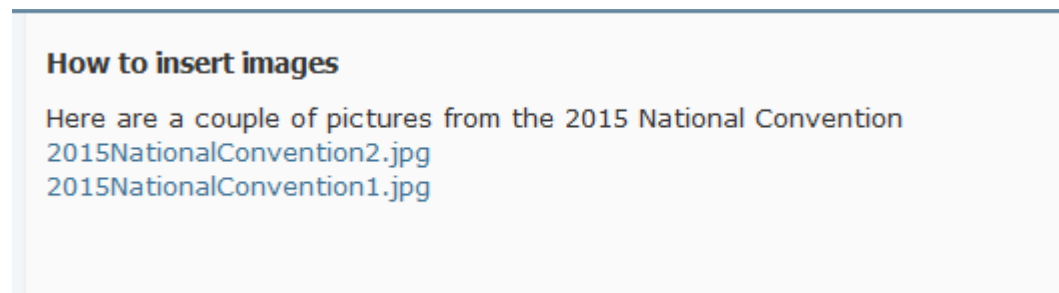 How to insert images
Here are a couple of pictures from the 2015 National Convention
2015NationalConvention2.jpg
2015NationalConvention1.jpg